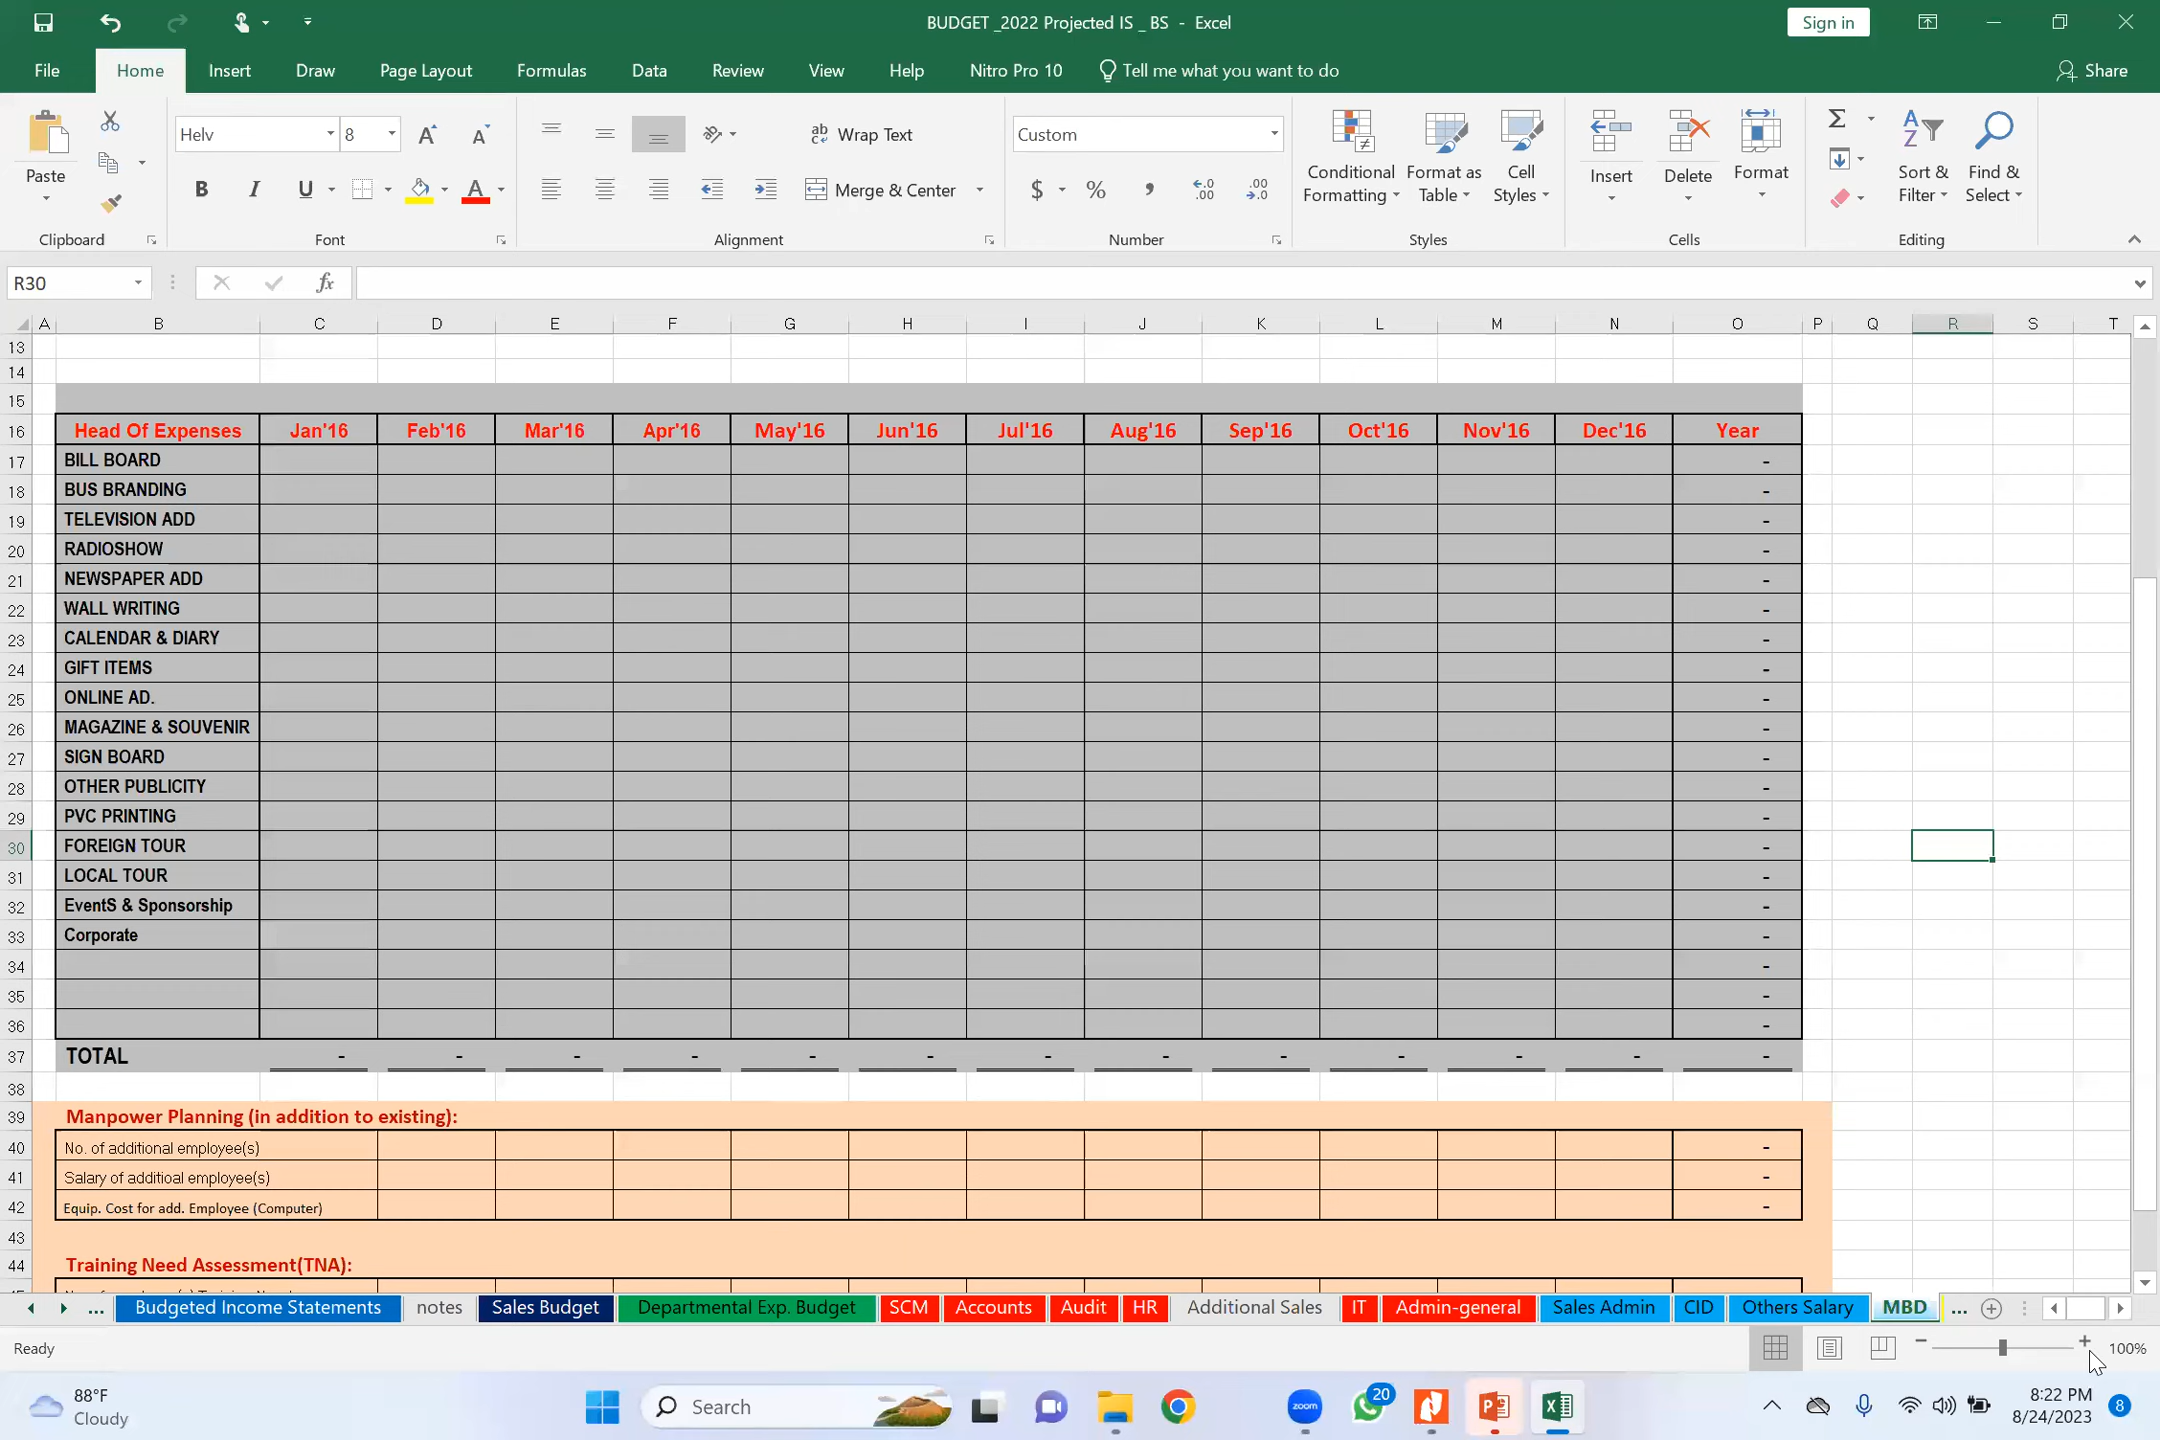 BUDGET _2022 Projected IS _ BS - Excel
Sign in
File Home Insert Draw Page Layout Formulas Data Review View Help Nitro Pro 10 Tell me what you want to do Share
Paste
Helv 8
Wrap Text
Merge & Center
Custom
Conditional Formatting
Format as Table
Cell Styles
Insert
Delete
Format
Sort & Filter
Find & Select
Clipboard Font Alignment Number Styles Cells Editing
R30 fx
A B C D E F G H I J K L M N O P Q R S T
13
14
15
16 Head Of Expenses Jan'16 Feb'16 Mar'16 Apr'16 May'16 Jun'16 Jul'16 Aug'16 Sep'16 Oct'16 Nov'16 Dec'16 Year
17 BILL BOARD -
18 BUS BRANDING -
19 TELEVISION ADD -
20 RADIOSHOW -
21 NEWSPAPER ADD -
22 WALL WRITING -
23 CALENDAR & DIARY -
24 GIFT ITEMS -
25 ONLINE AD. -
26 MAGAZINE & SOUVENIR -
27 SIGN BOARD -
28 OTHER PUBLICITY -
29 PVC PRINTING -
30 FOREIGN TOUR -
31 LOCAL TOUR -
32 EventS & Sponsorship -
33 Corporate -
34 -
35 -
36 -
37 TOTAL - - - - - - - - - - - - -
38
39 Manpower Planning (in addition to existing):
40 No. of additional employee(s) -
41 Salary of additioal employee(s) -
42 Equip. Cost for add. Employee (Computer) -
43
44 Training Need Assessment(TNA):
... Budgeted Income Statements notes Sales Budget Departmental Exp. Budget SCM Accounts Audit HR Additional Sales IT Admin-general Sales Admin CID Others Salary MBD ...
Ready 100%
88°F
Cloudy
Search
zoom
20
8:22 PM
8/24/2023
8